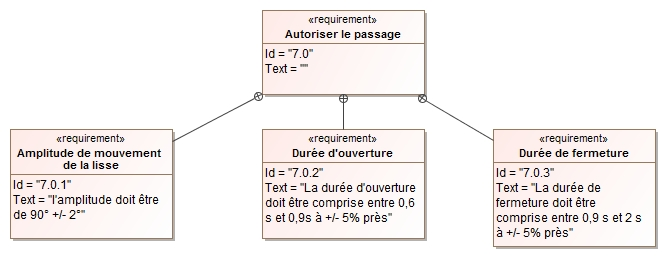 «requirement»
Autoriser le passage
Id = "7.0"
Text = ""
«requirement»
Amplitude de mouvement
de la lisse
Id = "7.0.1"
Text = "l'amplitude doit être
de 90° +/- 2°"
«requirement»
Durée d'ouverture
Id = "7.0.2"
Text = "La durée d'ouverture
doit être comprise entre 0,6
s et 0,9s à +/- 5% près"
«requirement»
Durée de fermeture
Id = "7.0.3"
Text = "La durée de
fermeture doit être
comprise entre 0,9 s et 2 s
à +/- 5% près"